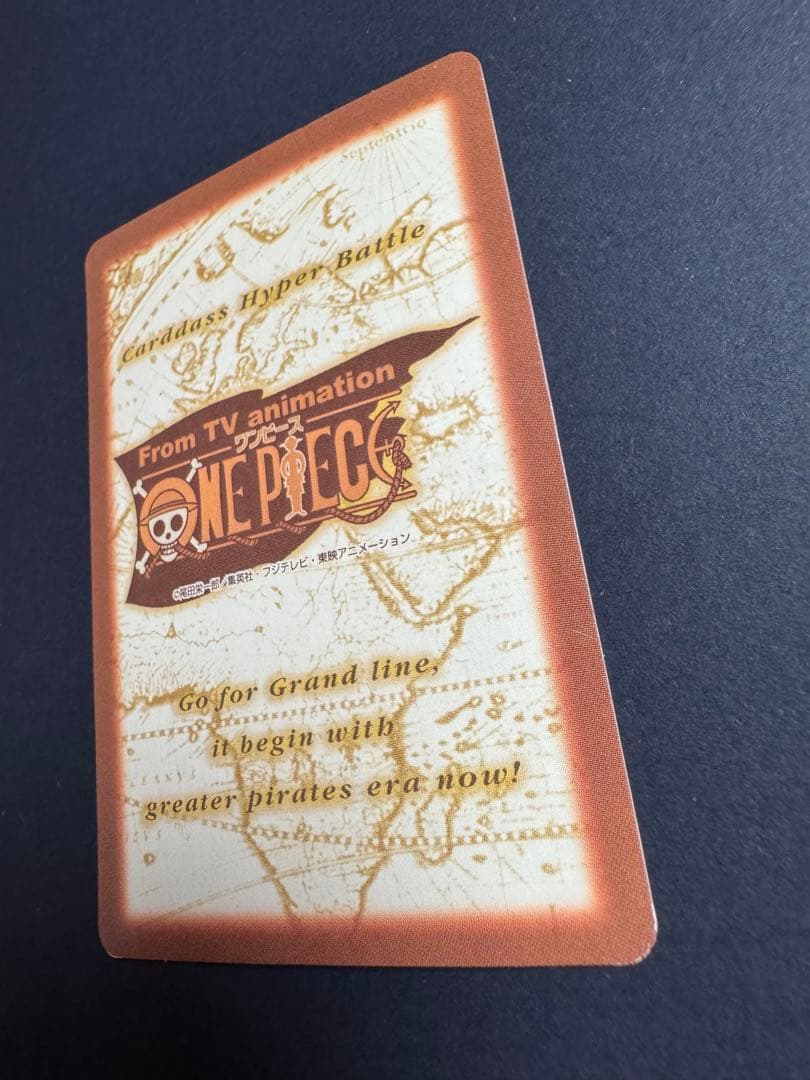 Septentrio
Carddass Hyper Battle
From TV animation
ワンピース
ONE PIECE
©尾田栄一郎/集英社・フジテレビ・東映アニメーション
Go for Grand line,
it begin with
greater pirates era now!